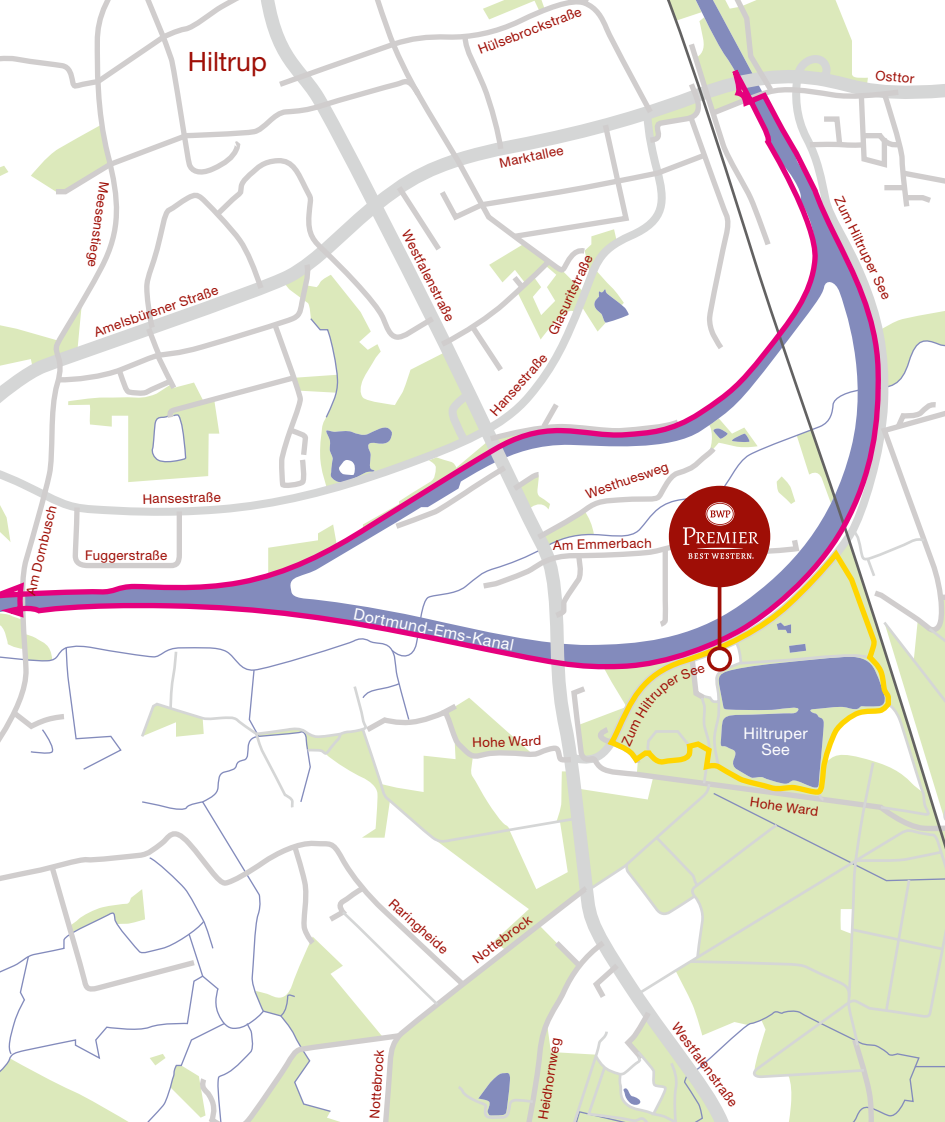 Hülsebrockstraße
Hiltrup
Osttor
Marktallee
Meesenstiege
Zum Hiltruper See
Westfalenstraße
Glasuritstraße
Amelsbürener Straße
Hansestraße
Westhuesweg
Hansestraße
BWP
PREMIER
BEST WESTERN.
Am Dornbusch
Fuggerstraße
Am Emmerbach
Dortmund-Ems-Kanal
Zum Hiltruper See
Hiltruper
See
Hohe Ward
Hohe Ward
Raringheide
Nottebrock
Westfalenstraße
Nottebrock
Heidhornweg